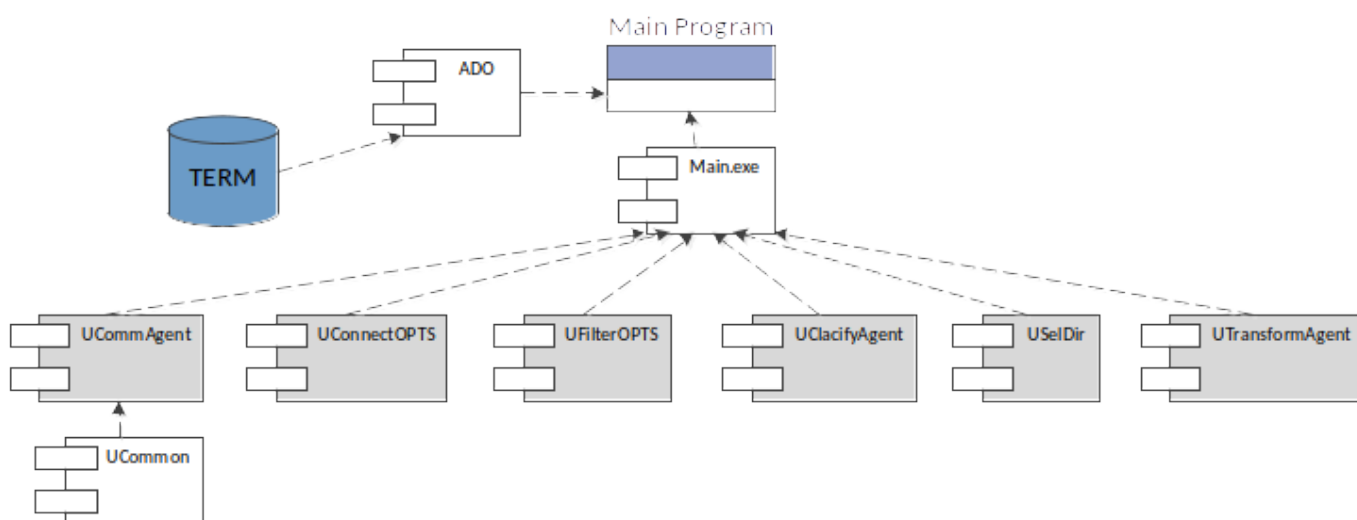 Main Program
ADO
TERM
Main.exe
UCommAgent
UConnectOPTS
UFilterOPTS
UClacifyAgent
USelDir
UTransformAgent
UCommon